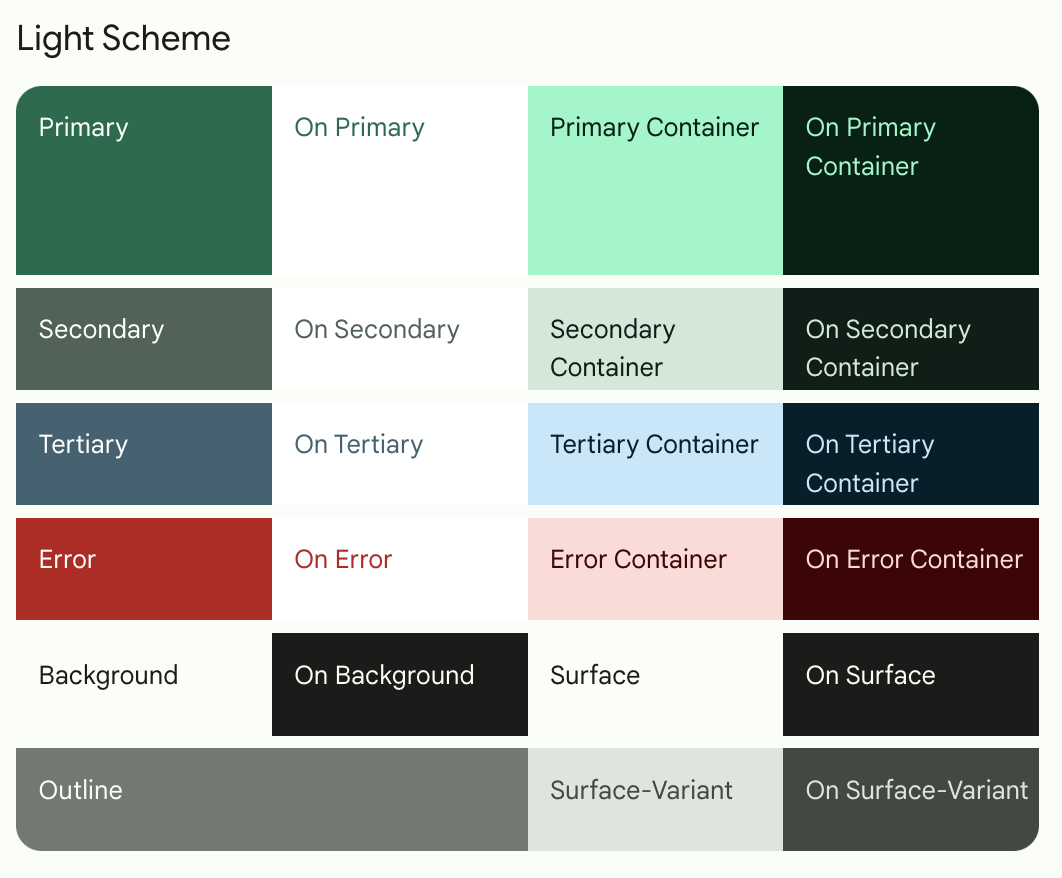 Light Scheme
Primary
On Primary
Primary Container
On Primary
Container
Secondary
On Secondary
Secondary
Container
On Secondary
Container
Tertiary
On Tertiary
Tertiary Container
On Tertiary
Container
Error
On Error
Error Container
On Error Container
Background
On Background
Surface
On Surface
Outline
Surface-Variant
On Surface-Variant